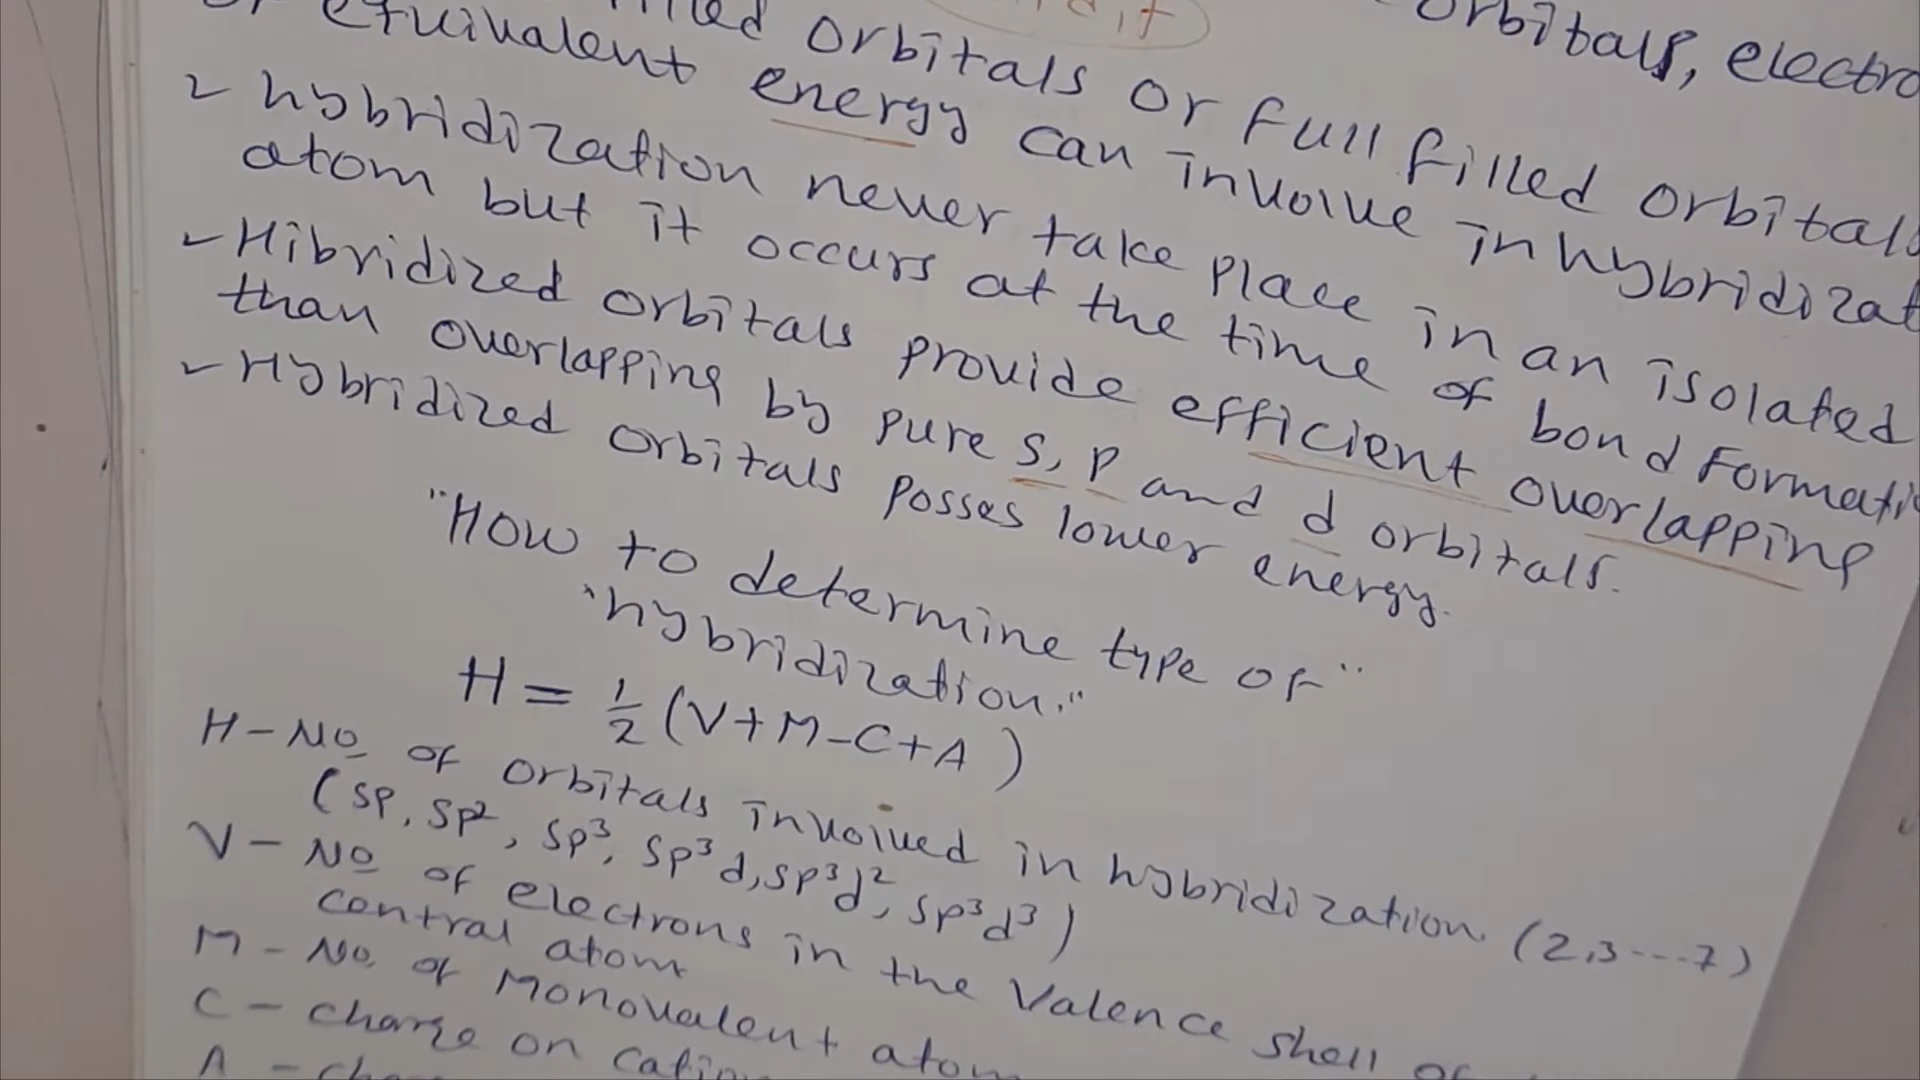 filled orbitals or full filled orbitals
orbitals, electro
of equivalent energy can involve in hybridizat
✓ hybridization never take place in an isolated
atom but it occurs at the time of bond formati
✓ Hibridized orbitals provide efficient overlapping
than overlapping by pure s, p and d orbitals.
✓ Hybridized orbitals posses lower energy.
"How to determine type of"
"hybridization."
H = 1/2 (V+M-C+A)
H - No of orbitals involved in hybridization. (2,3---7)
(sp, sp², sp³, sp³d, sp³d², sp³d³)
V - No of electrons in the valence shell of
central atom
M - No. of monovalent atom
C - charge on cation
A -